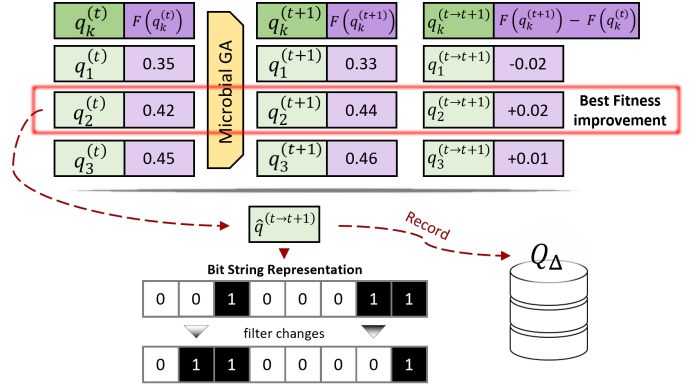 q_k^(t) F(q_k^(t)) q_k^(t+1) F(q_k^(t+1)) q_k^(t→t+1) F(q_k^(t+1)) − F(q_k^(t))
Microbial GA
q_1^(t) 0.35 q_1^(t+1) 0.33 q_1^(t→t+1) -0.02
q_2^(t) 0.42 q_2^(t+1) 0.44 q_2^(t→t+1) +0.02
Best Fitness
improvement
q_3^(t) 0.45 q_3^(t+1) 0.46 q_3^(t→t+1) +0.01
q̂^(t→t+1)
Record
Q_Δ
Bit String Representation
0 0 1 0 0 0 1 1
filter changes
0 1 1 0 0 0 0 1